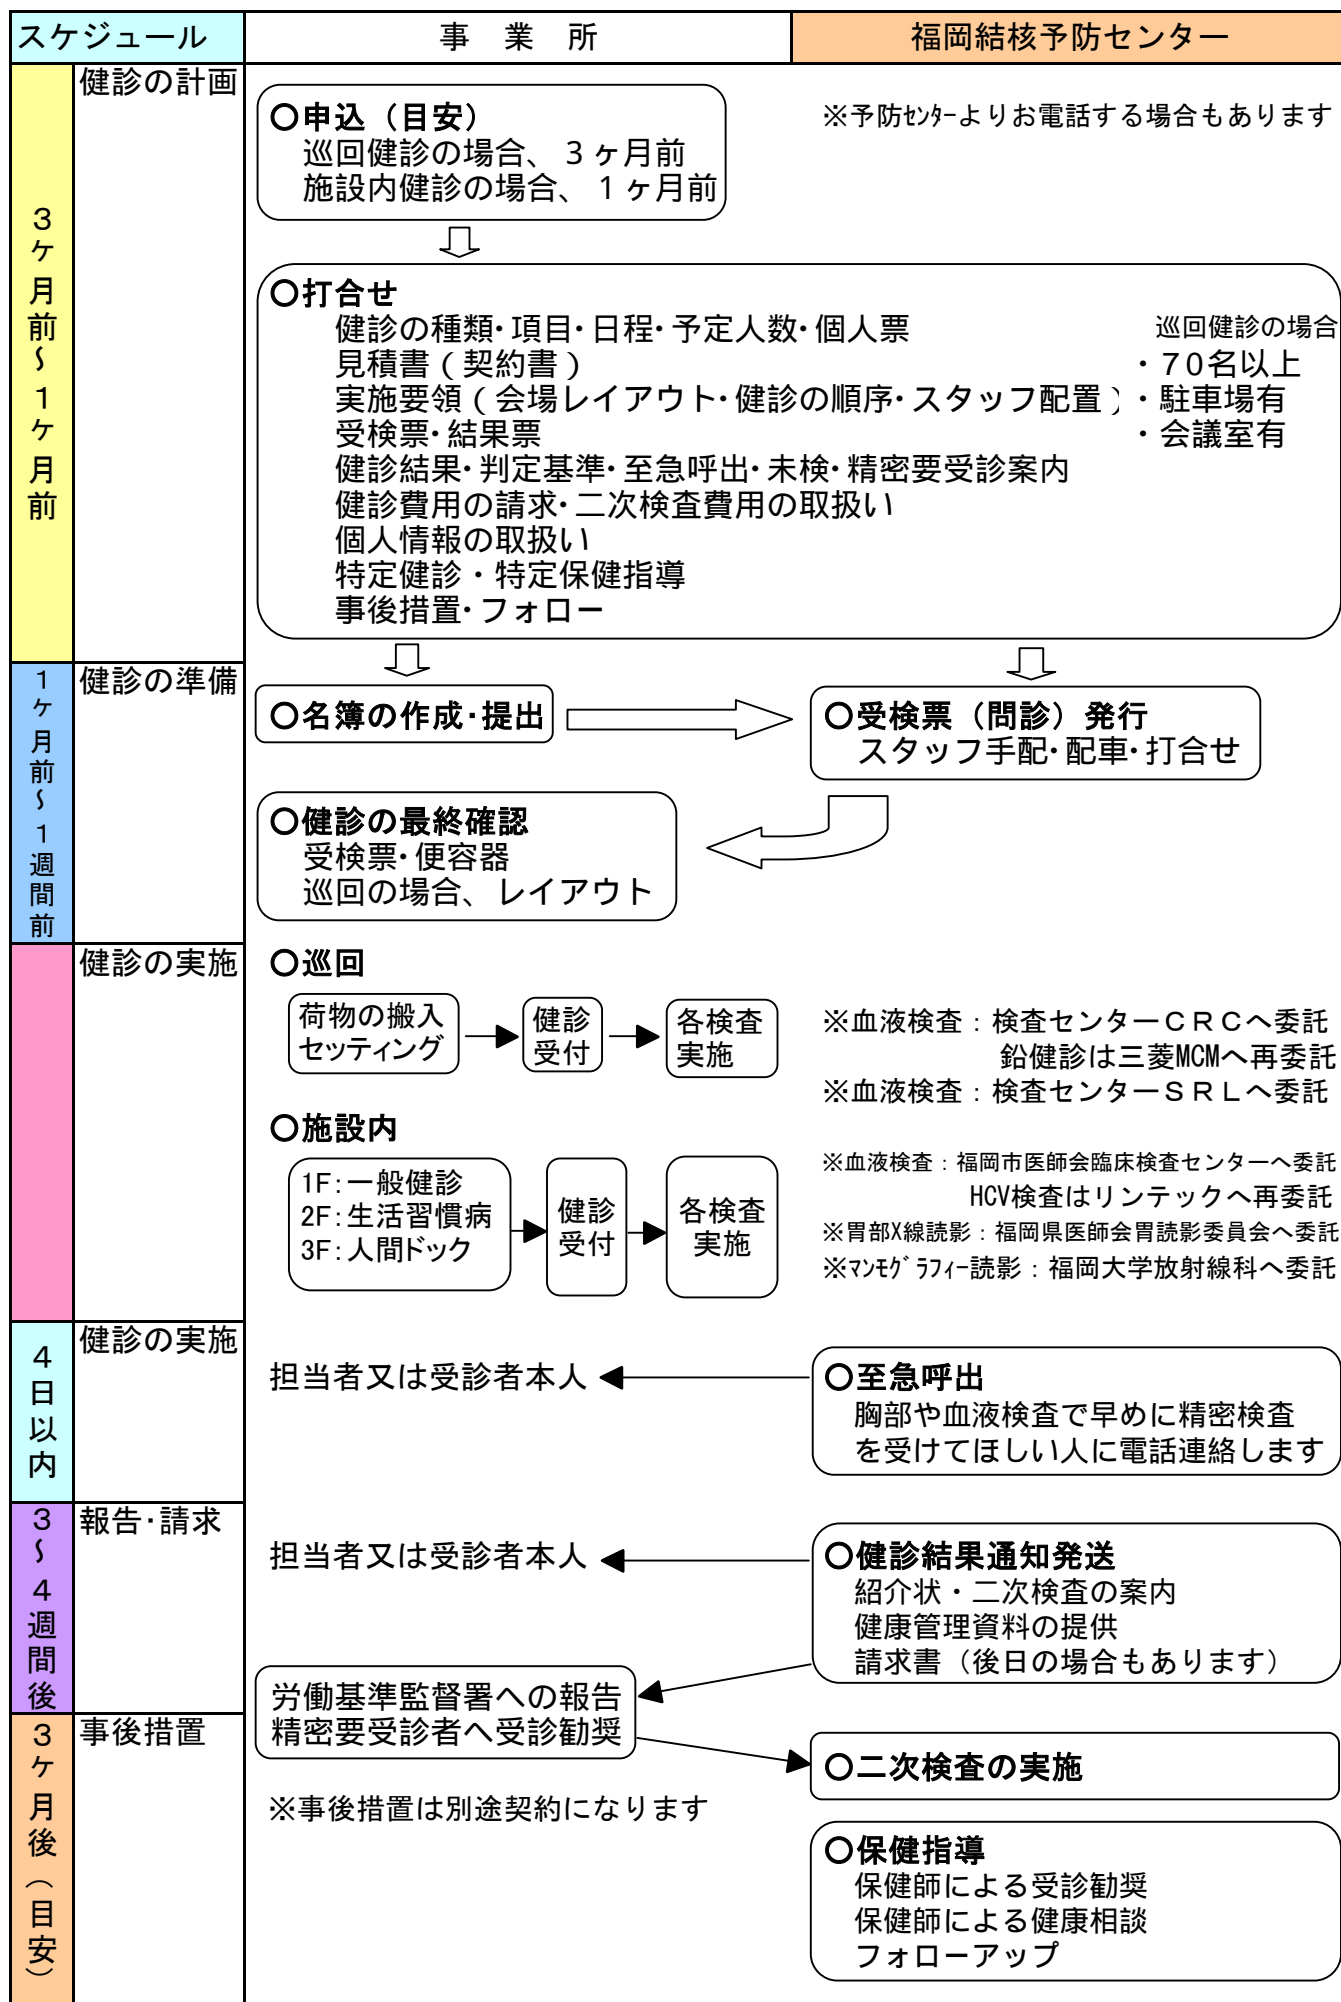 スケジュール
事　業　所
福岡結核予防センター
3ヶ月前～1ヶ月前
健診の計画
○申込（目安）
巡回健診の場合、3ヶ月前
施設内健診の場合、1ヶ月前
※予防ｾﾝﾀｰよりお電話する場合もあります
○打合せ
健診の種類・項目・日程・予定人数・個人票
見積書（契約書）
実施要領（会場レイアウト・健診の順序・スタッフ配置）
受検票・結果票
健診結果・判定基準・至急呼出・未検・精密要受診案内
健診費用の請求・二次検査費用の取扱い
個人情報の取扱い
特定健診・特定保健指導
事後措置・フォロー
巡回健診の場合
・70名以上
・駐車場有
・会議室有
1ヶ月前～1週間前
健診の準備
○名簿の作成・提出
○受検票（問診）発行
スタッフ手配・配車・打合せ
○健診の最終確認
受検票・便容器
巡回の場合、レイアウト
健診の実施
○巡回
荷物の搬入
セッティング
健診
受付
各検査
実施
※血液検査：検査センターＣＲＣへ委託
鉛健診は三菱MCMへ再委託
※血液検査：検査センターＳＲＬへ委託
○施設内
1F:一般健診
2F:生活習慣病
3F:人間ドック
健診
受付
各検査
実施
※血液検査：福岡市医師会臨床検査センターへ委託
HCV検査はリンテックへ再委託
※胃部X線読影：福岡県医師会胃読影委員会へ委託
※ﾏﾝﾓｸﾞﾗﾌｨｰ読影：福岡大学放射線科へ委託
4日以内
健診の実施
担当者又は受診者本人
○至急呼出
胸部や血液検査で早めに精密検査
を受けてほしい人に電話連絡します
3～4週間後
報告・請求
担当者又は受診者本人
○健診結果通知発送
紹介状・二次検査の案内
健康管理資料の提供
請求書（後日の場合もあります）
労働基準監督署への報告
精密要受診者へ受診勧奨
3ヶ月後（目安）
事後措置
○二次検査の実施
※事後措置は別途契約になります
○保健指導
保健師による受診勧奨
保健師による健康相談
フォローアップ